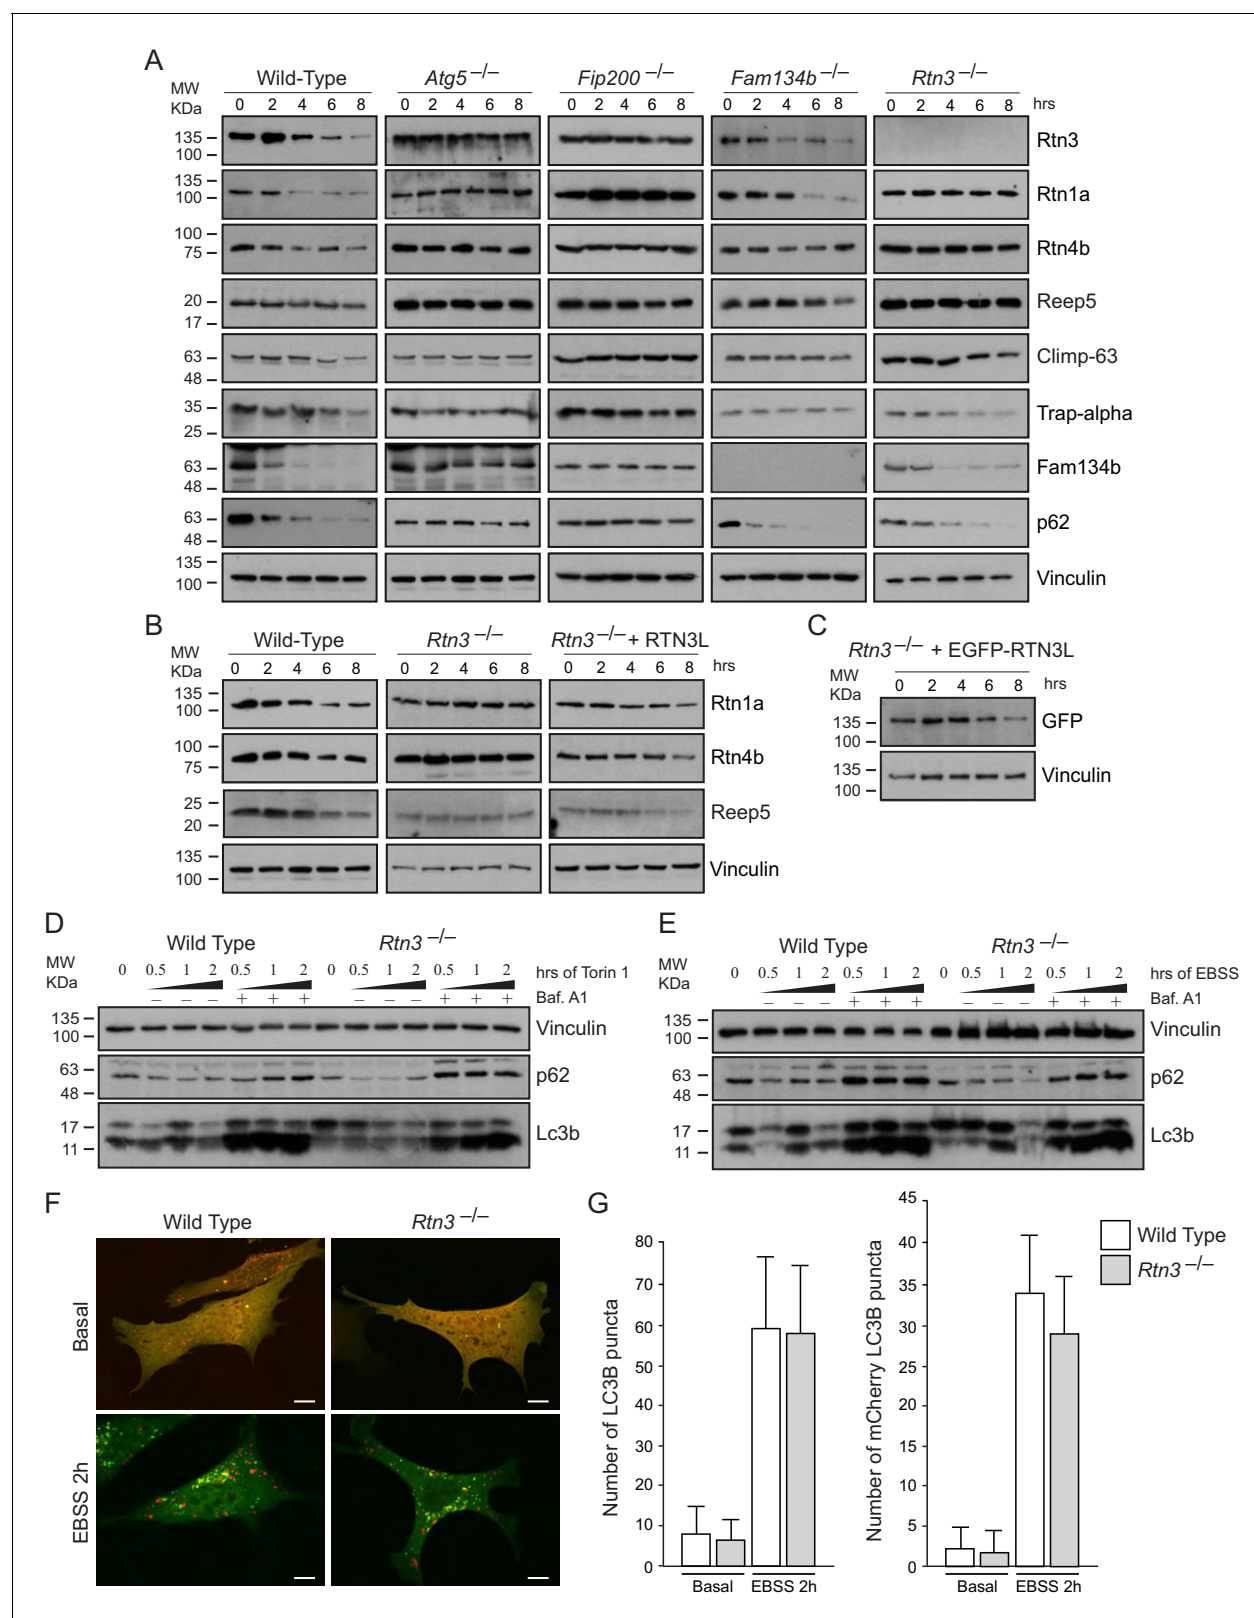 A
Wild-Type Atg5 –/– Fip200 –/– Fam134b –/– Rtn3 –/–
MW
KDa
0 2 4 6 8 0 2 4 6 8 0 2 4 6 8 0 2 4 6 8 0 2 4 6 8 hrs
135
100
Rtn3
135
100
Rtn1a
100
75
Rtn4b
20
17
Reep5
63
48
Climp-63
35
25
Trap-alpha
63
48
Fam134b
63
48
p62
135
100
Vinculin
B
Wild-Type Rtn3 –/– Rtn3 –/– + RTN3L
MW
KDa
0 2 4 6 8 0 2 4 6 8 0 2 4 6 8 hrs
135
100
Rtn1a
100
75
Rtn4b
25
20
Reep5
135
100
Vinculin
C
Rtn3 –/– + EGFP-RTN3L
MW
KDa
0 2 4 6 8 hrs
135
100
GFP
135
100
Vinculin
D
Wild Type Rtn3 –/–
MW
KDa
0 0.5 1 2 0.5 1 2 0 0.5 1 2 0.5 1 2 hrs of Torin 1
– – – + + + – – – + + + Baf. A1
135
100
Vinculin
63
48
p62
17
11
Lc3b
E
Wild Type Rtn3 –/–
MW
KDa
0 0.5 1 2 0.5 1 2 0 0.5 1 2 0.5 1 2 hrs of EBSS
– – – + + + – – – + + + Baf. A1
135
100
Vinculin
63
48
p62
17
11
Lc3b
F
Wild Type Rtn3 –/–
Basal
EBSS 2h
G
Number of LC3B puncta
80
70
60
50
40
30
20
10
0
Basal EBSS 2h
Number of mCherry LC3B puncta
45
40
35
30
25
20
15
10
5
0
Basal EBSS 2h
Wild Type
Rtn3 –/–